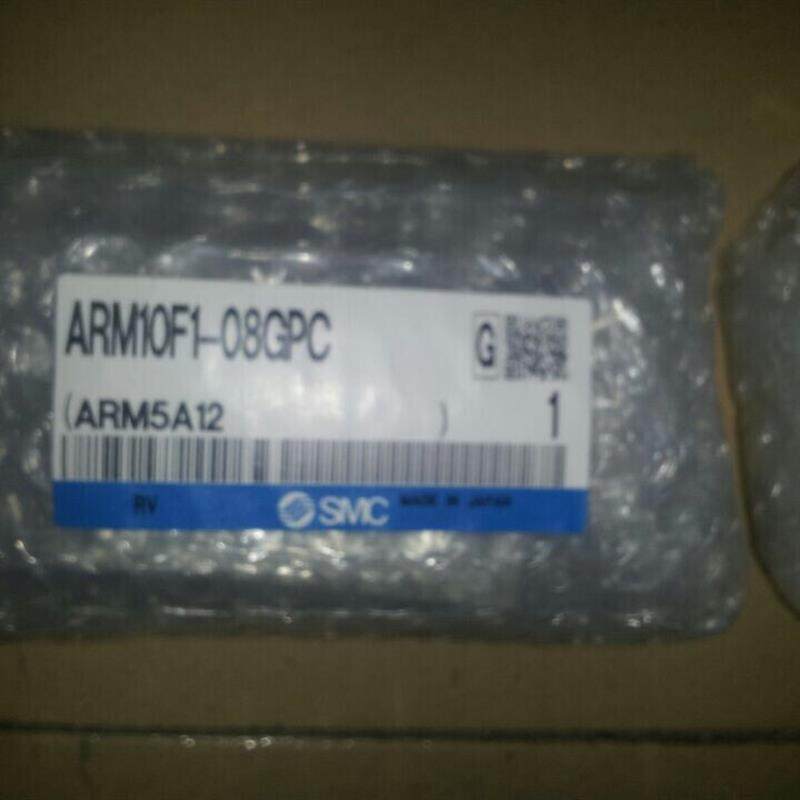 ARM10F1-08GPC
G
(ARM5A12 ) 1
RV SMC MADE IN JAPAN